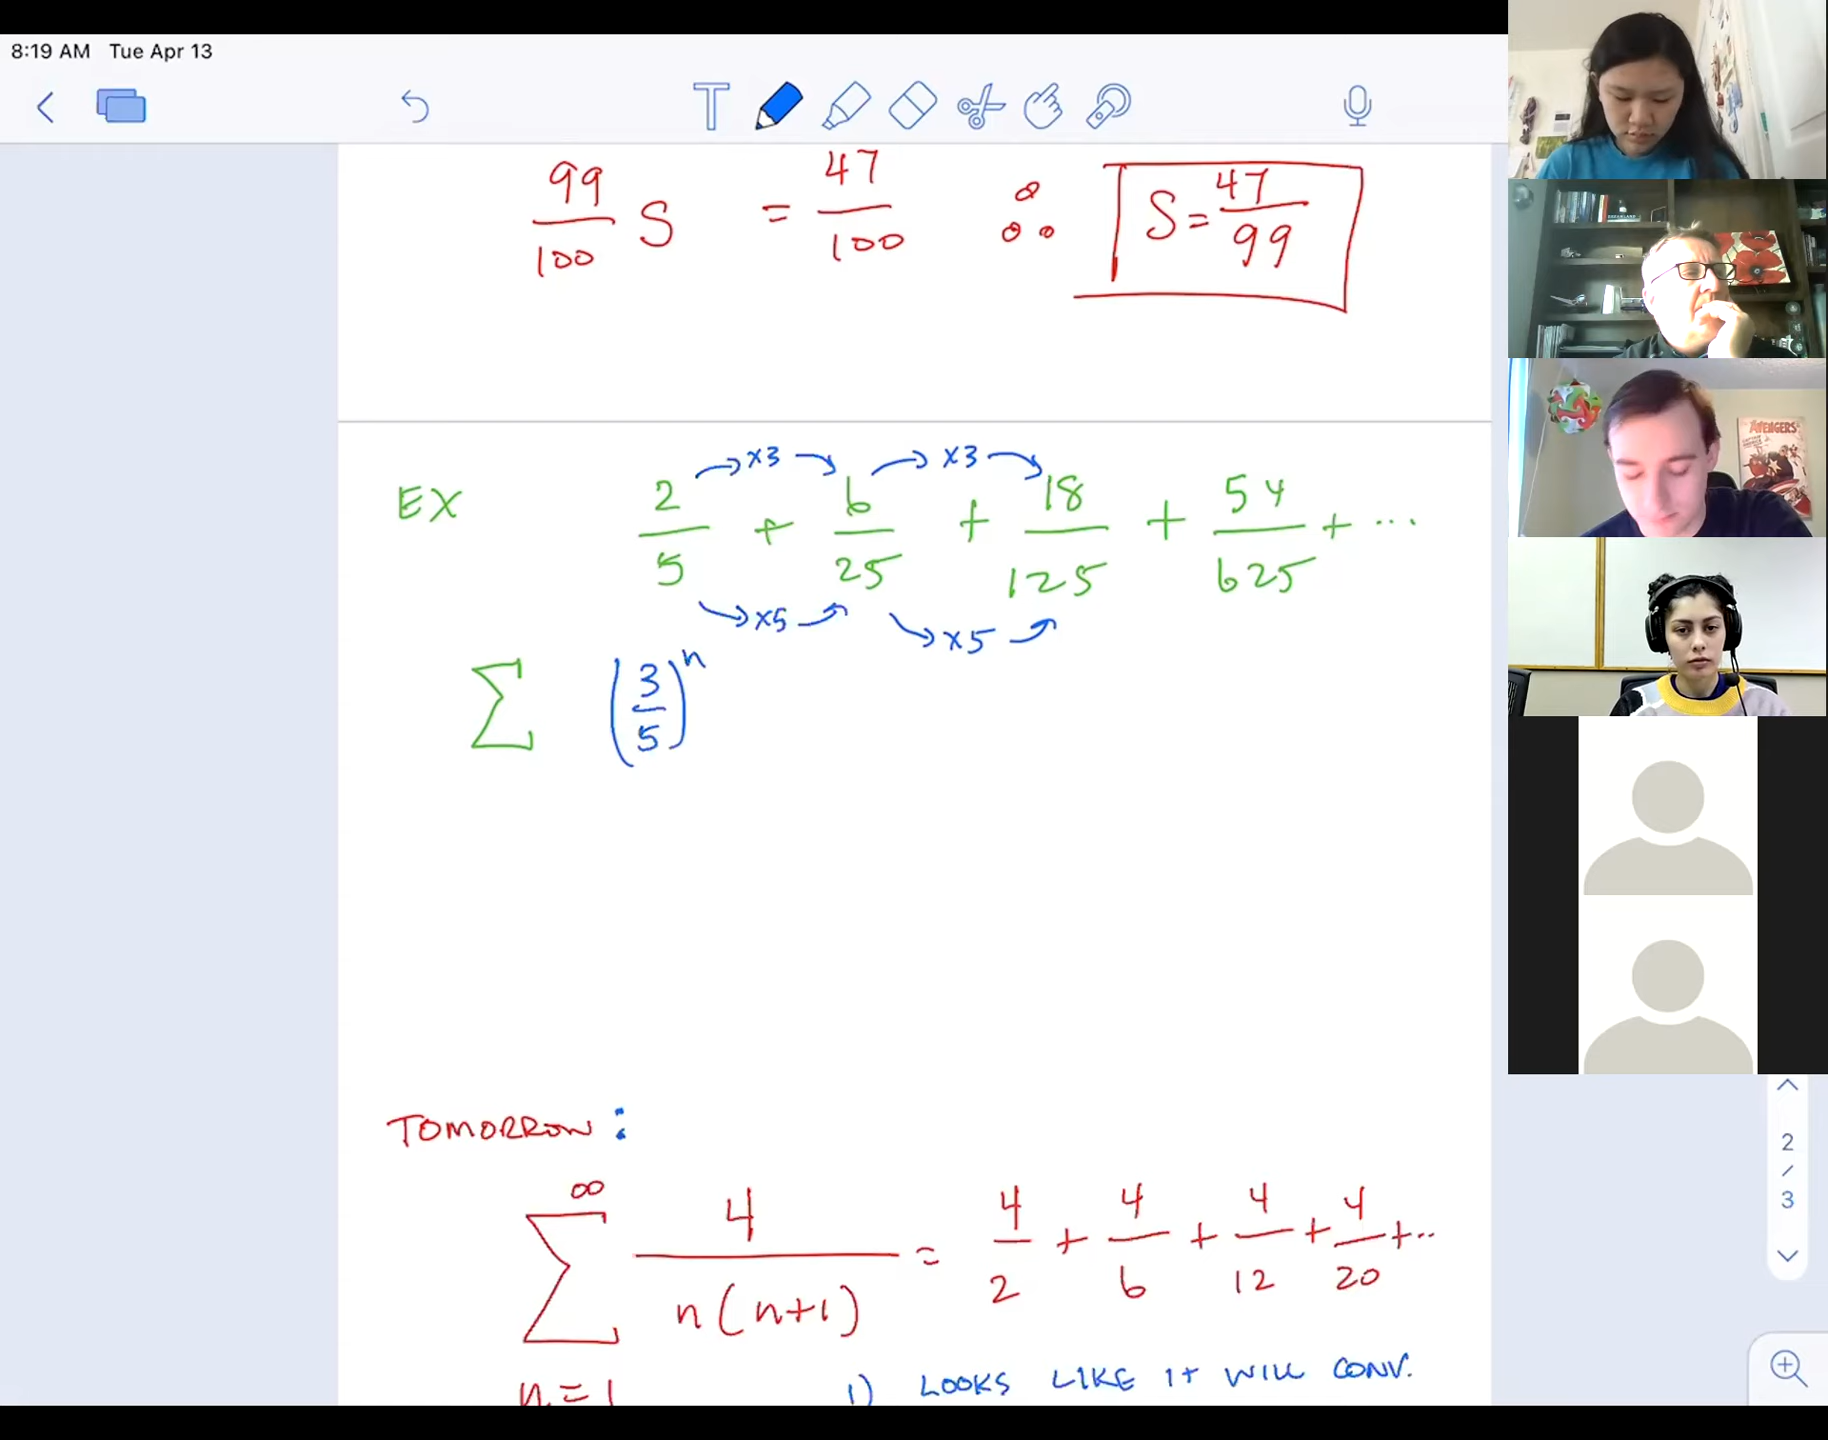 8:19 AM Tue Apr 13
T
99/100 S = 47/100 ∴ S = 47/99
EX 2/5 + 6/25 + 18/125 + 54/625 + ...
→x3→ →x3→
→x5→ →x5→
Σ (3/5)^n
TOMORROW:
∞
Σ 4/n(n+1) = 4/2 + 4/6 + 4/12 + 4/20 + ..
n=1
1) LOOKS LIKE IT WILL CONV.
AVENGERS
2
/
3